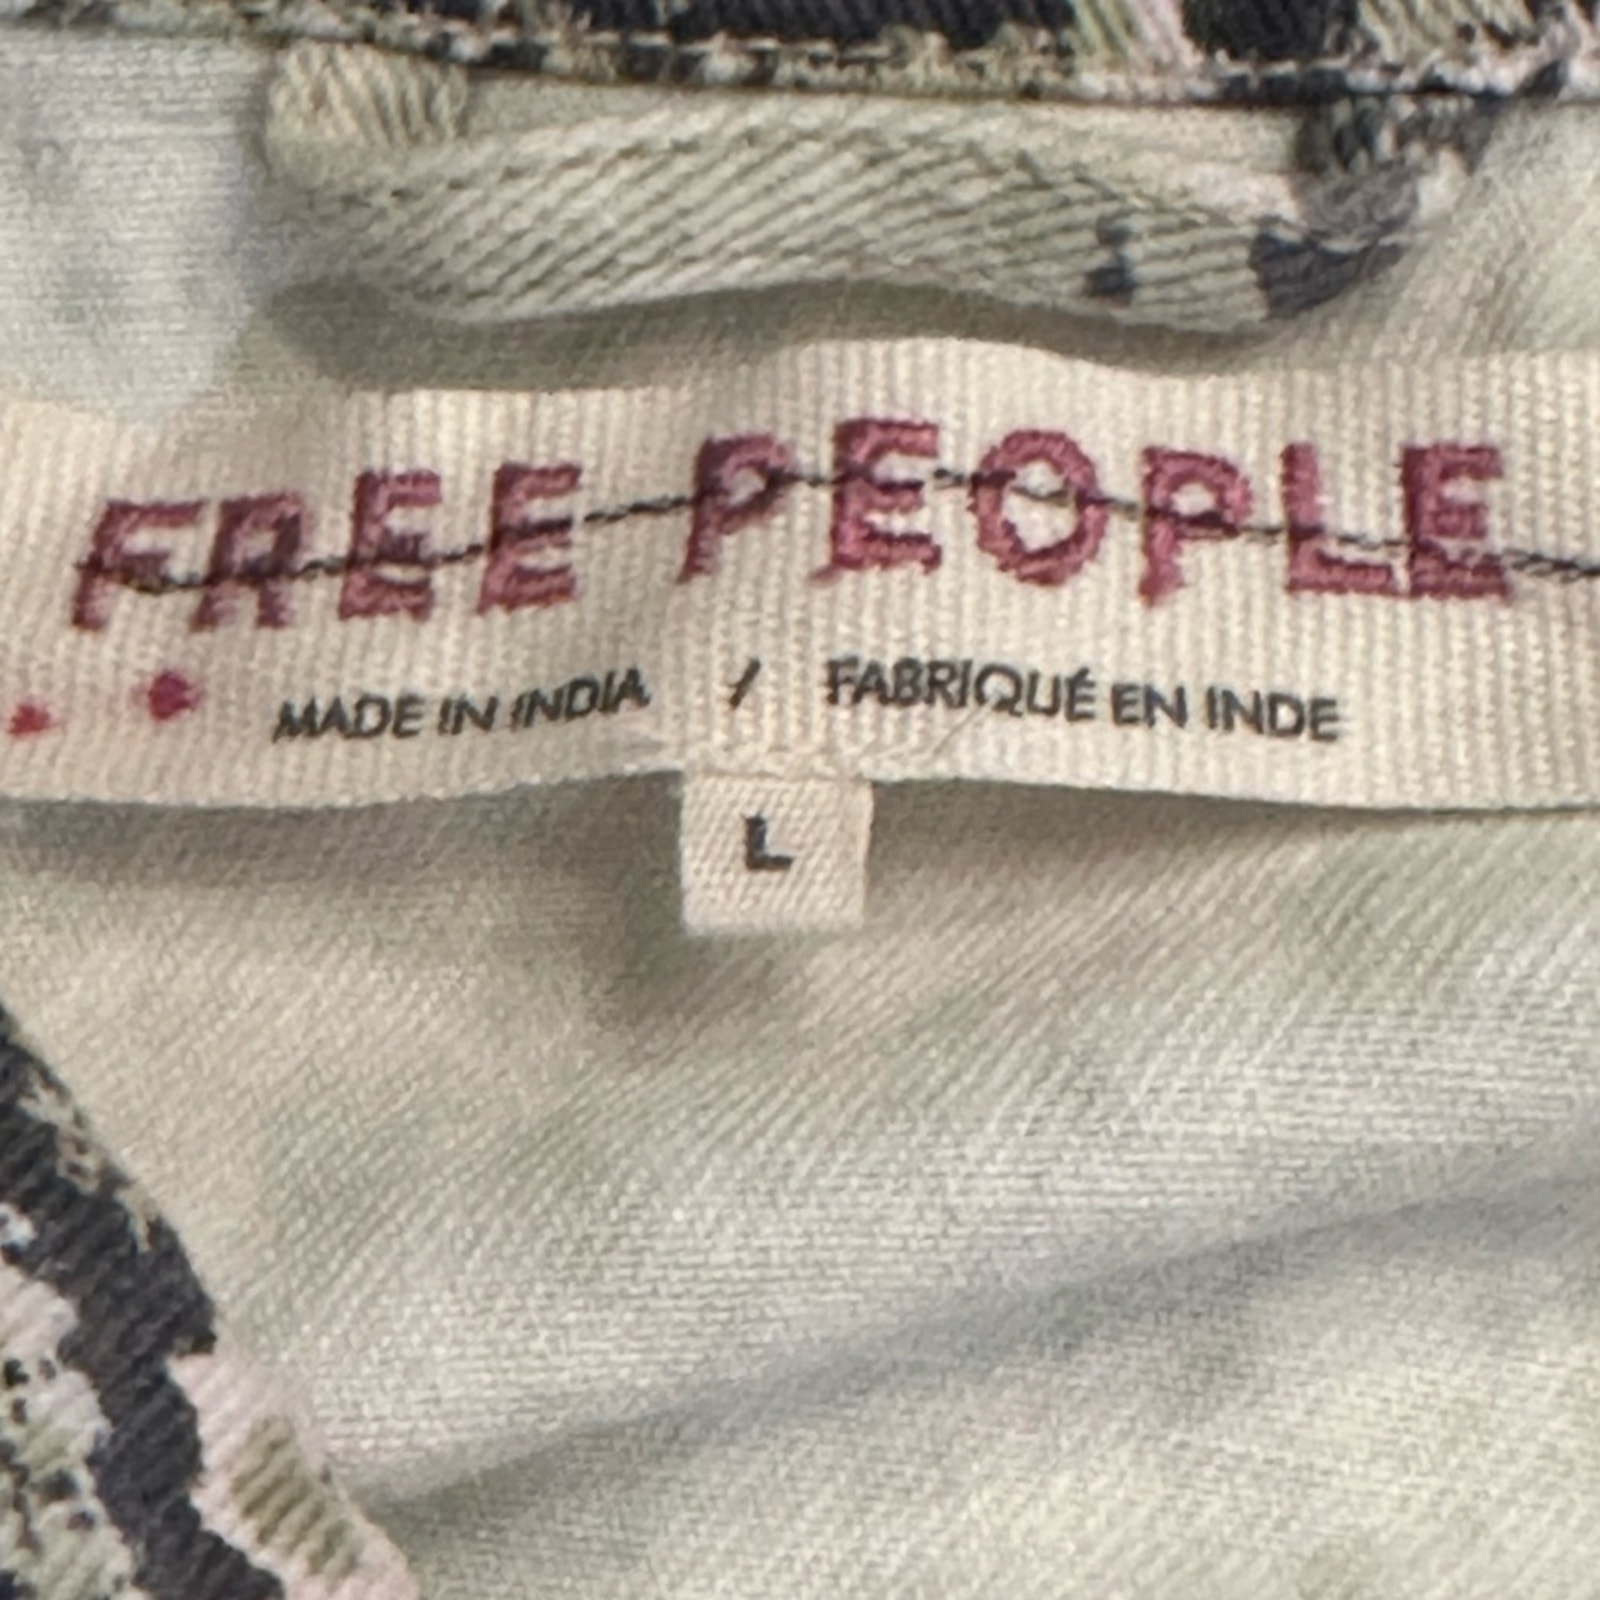 FREE PEOPLE
MADE IN INDIA / FABRIQUÉ EN INDE
L